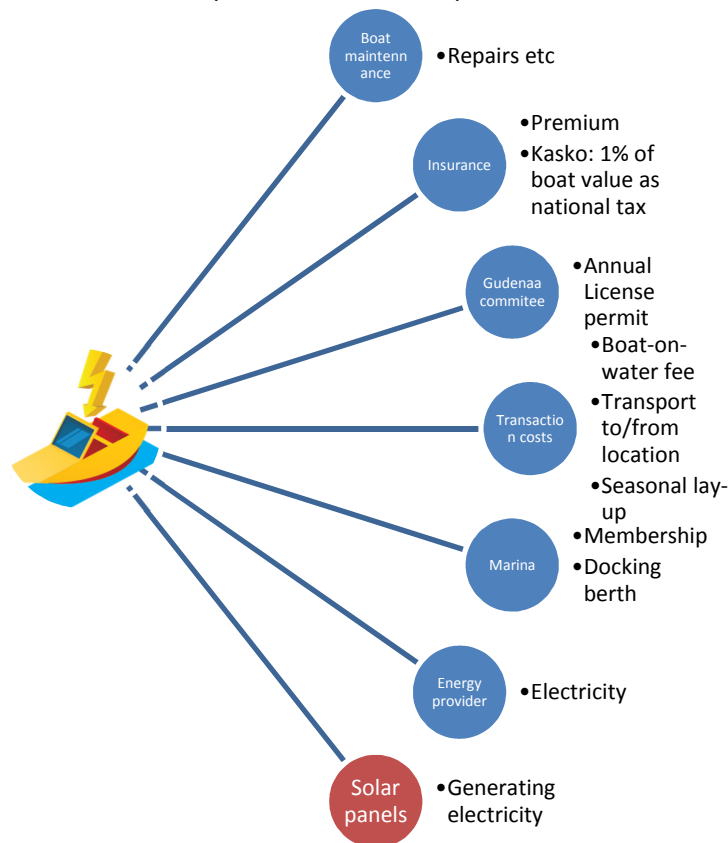 Boat
maintenn
ance
•Repairs etc
Insurance
•Premium
•Kasko: 1% of
boat value as
national tax
Gudenaa
commitee
•Annual
License
permit
Transactio
n costs
•Boat-on-
water fee
•Transport
to/from
location
•Seasonal lay-
up
Marina
•Membership
•Docking
berth
Energy
provider
•Electricity
Solar
panels
•Generating
electricity